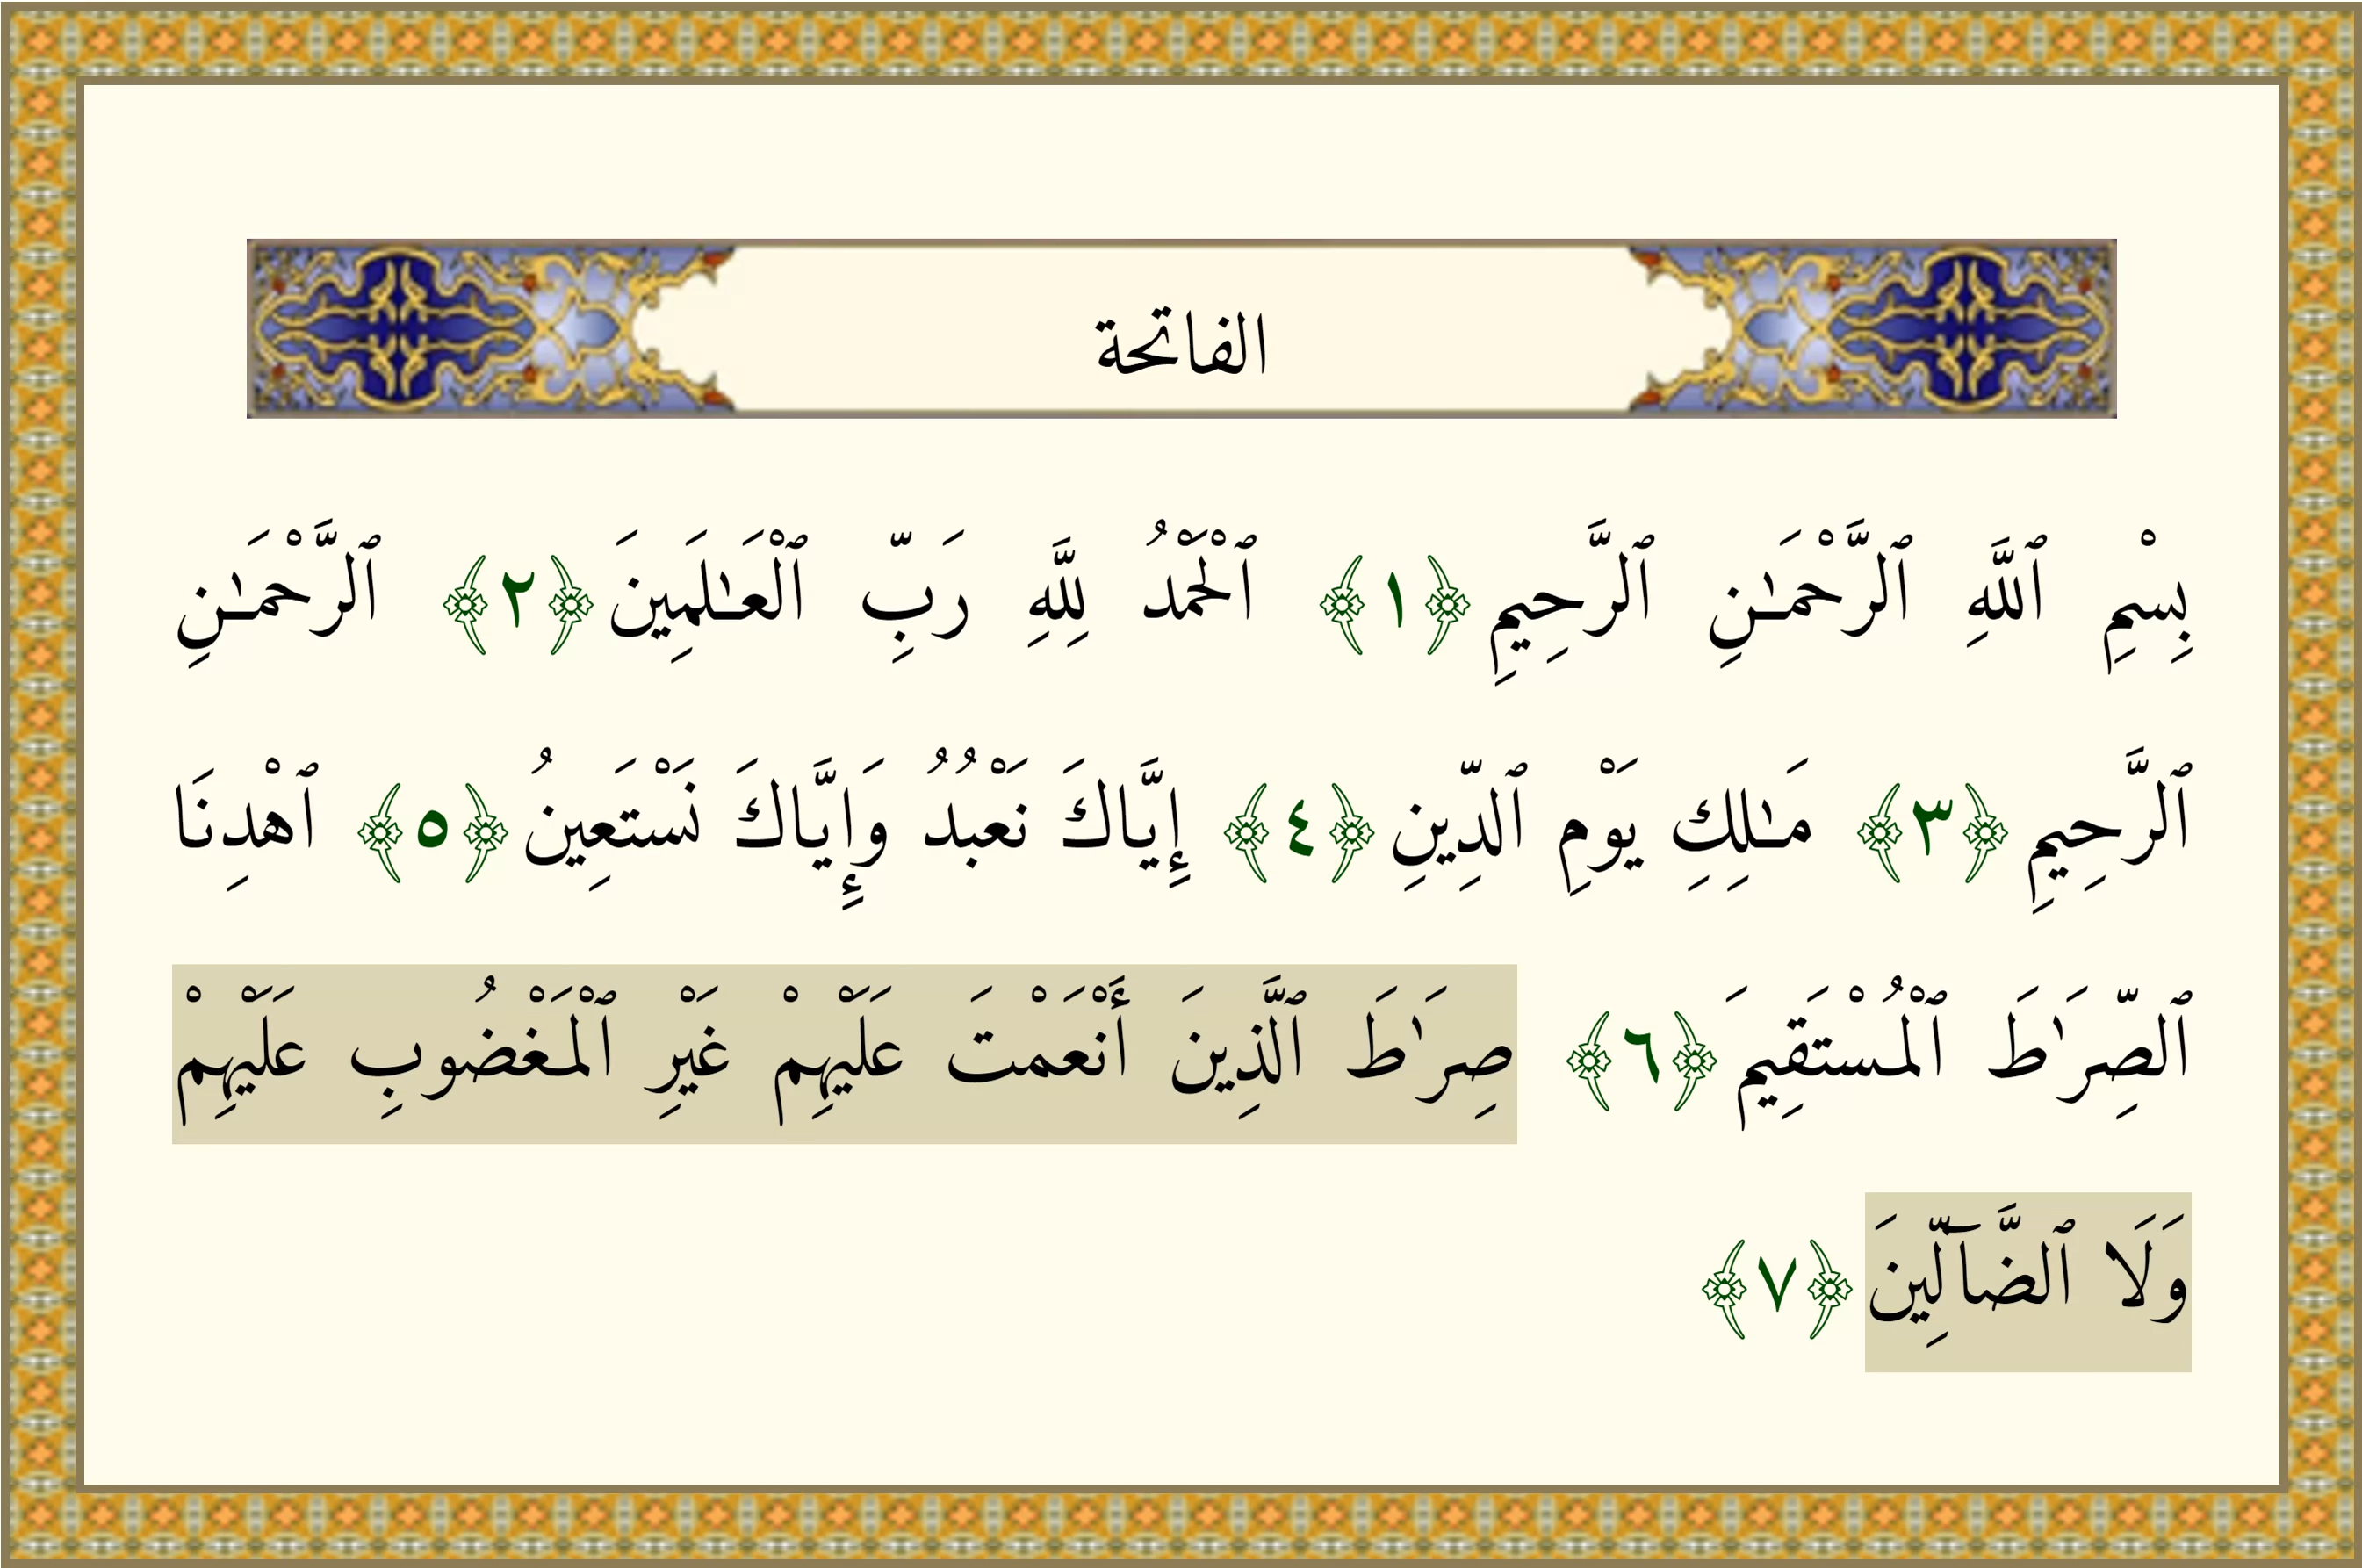 الفاتحة
بِسْمِ ٱللَّهِ ٱلرَّحْمَـٰنِ ٱلرَّحِيمِ ﴿١﴾ ٱلْحَمْدُ لِلَّهِ رَبِّ ٱلْعَـٰلَمِينَ ﴿٢﴾ ٱلرَّحْمَـٰنِ
ٱلرَّحِيمِ ﴿٣﴾ مَـٰلِكِ يَوْمِ ٱلدِّينِ ﴿٤﴾ إِيَّاكَ نَعْبُدُ وَإِيَّاكَ نَسْتَعِينُ ﴿٥﴾ ٱهْدِنَا
ٱلصِّرَٰطَ ٱلْمُسْتَقِيمَ ﴿٦﴾ صِرَٰطَ ٱلَّذِينَ أَنْعَمْتَ عَلَيْهِمْ غَيْرِ ٱلْمَغْضُوبِ عَلَيْهِمْ
وَلَا ٱلضَّآلِّينَ ﴿٧﴾